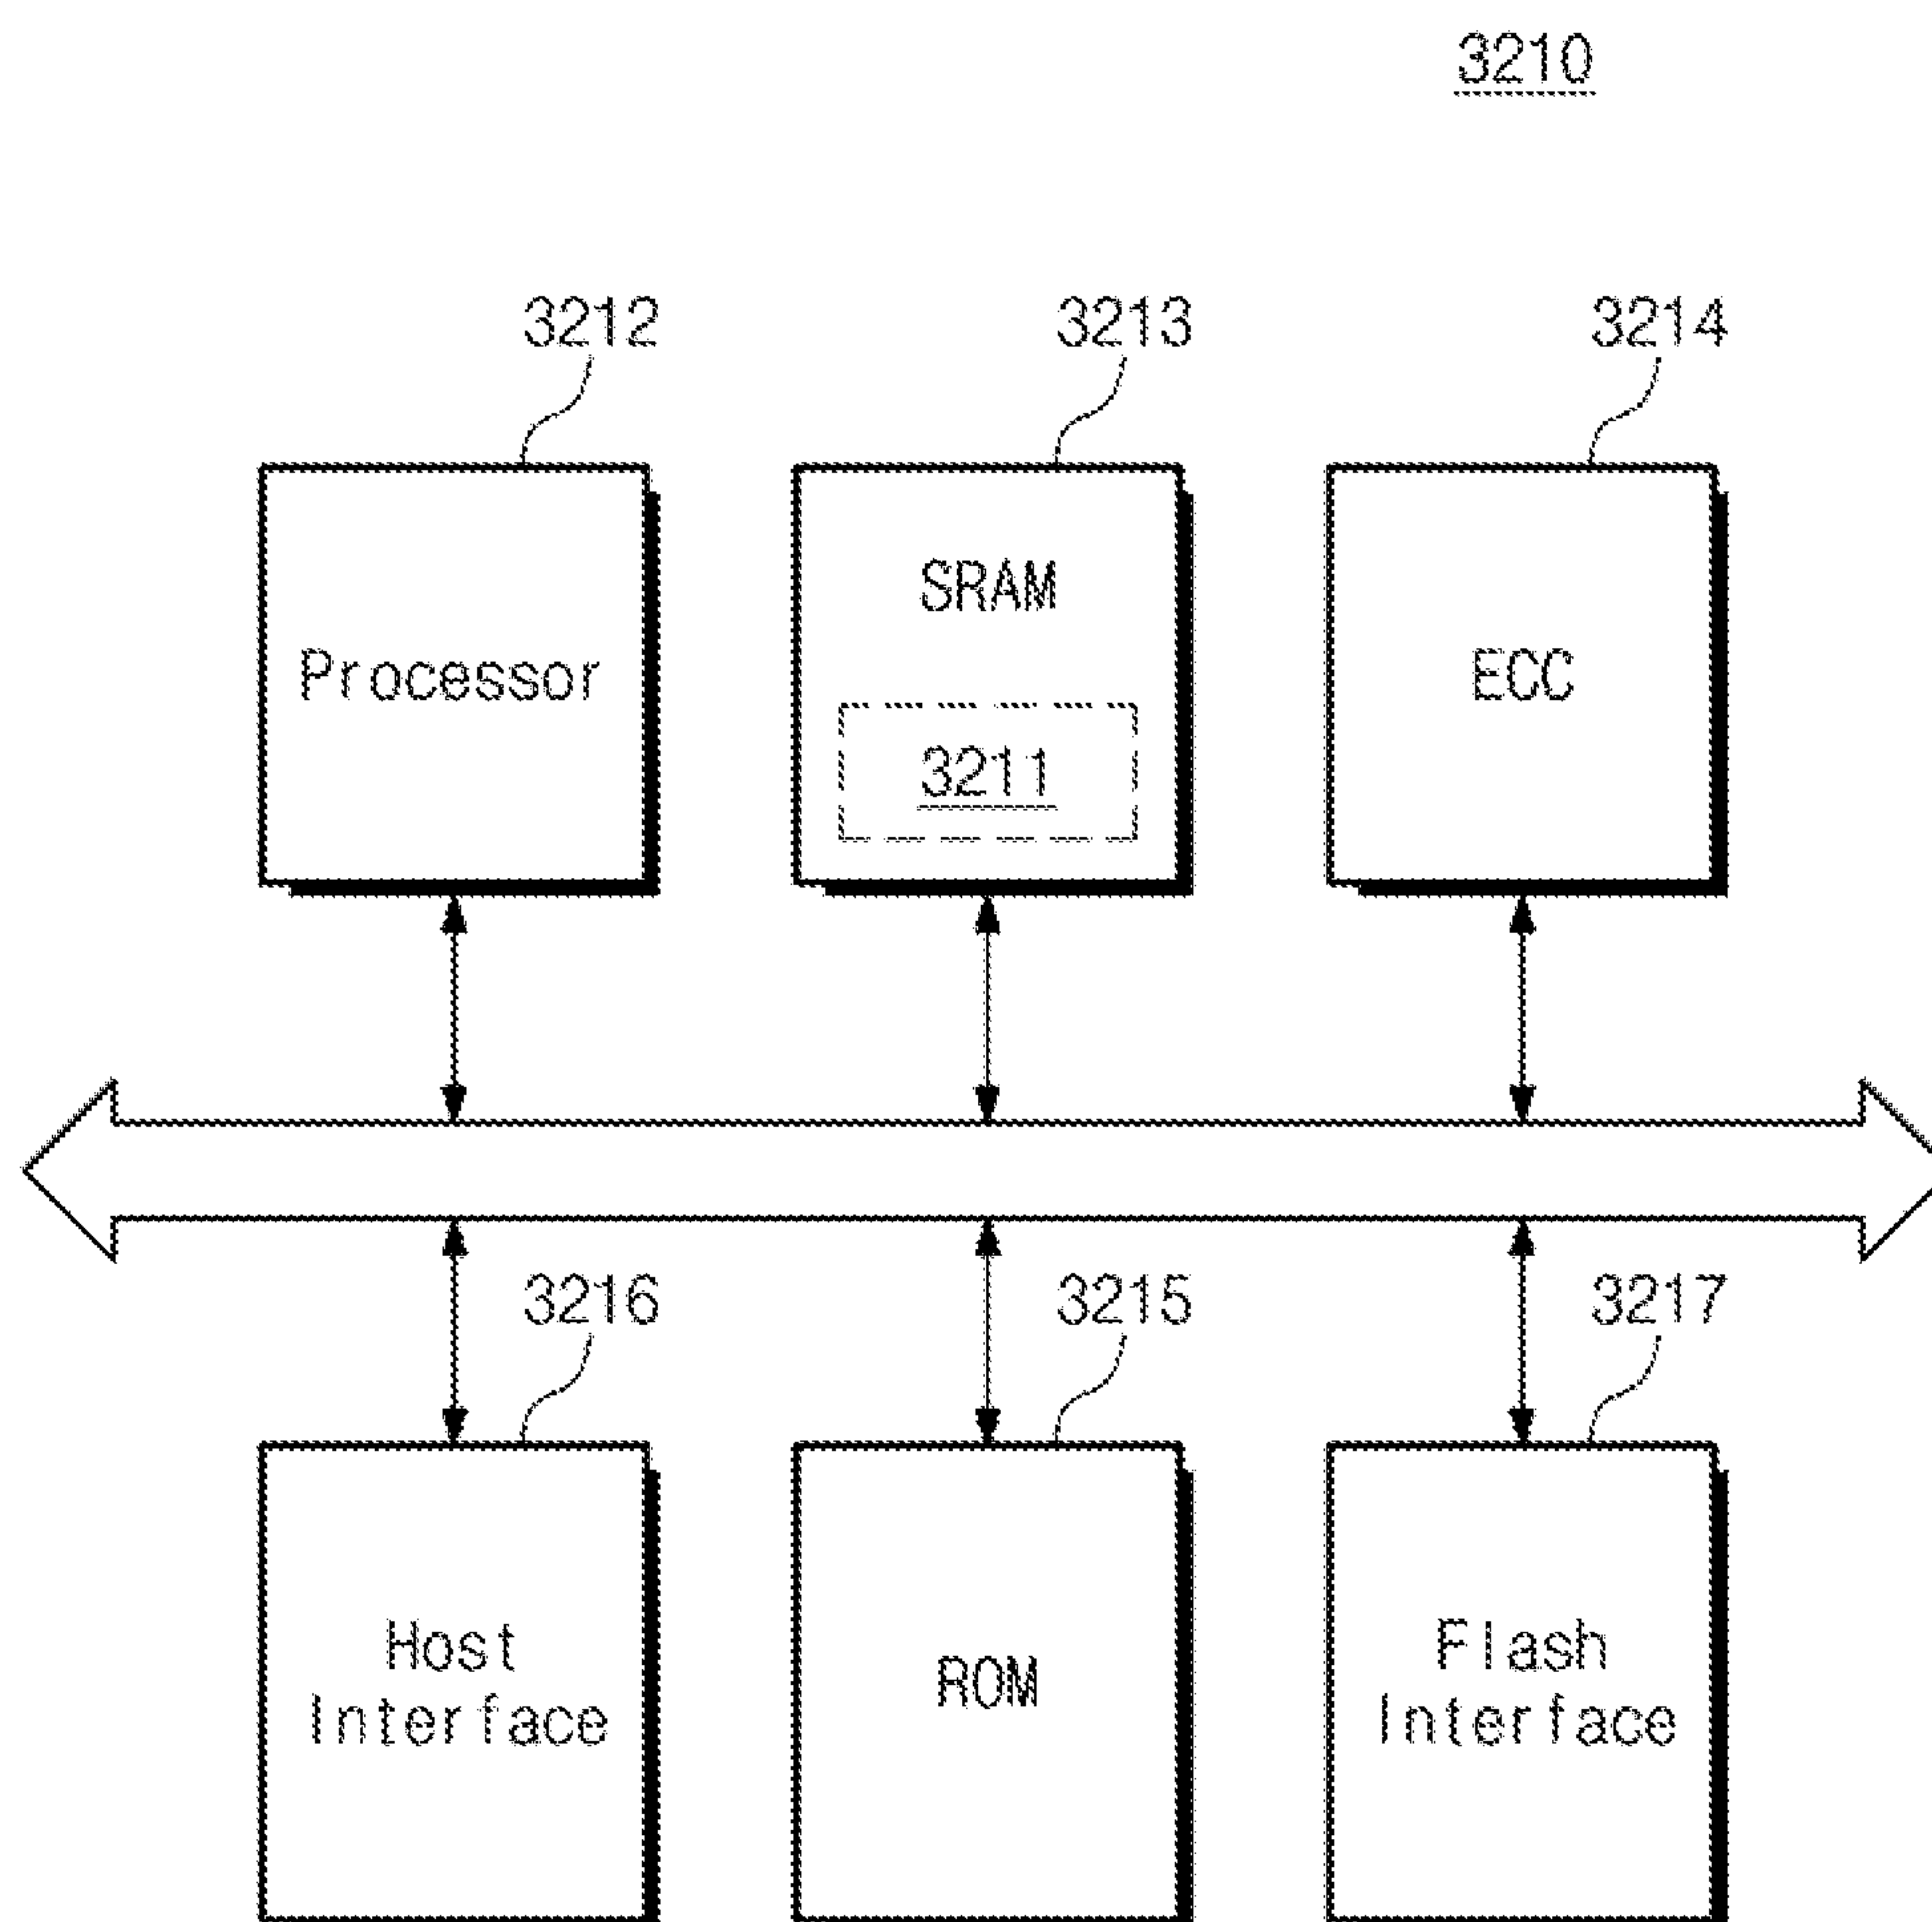 3210
3212
3213
3214
Processor
SRAM
3211
ECC
3216
3215
3217
Host
Interface
ROM
Flash
Interface